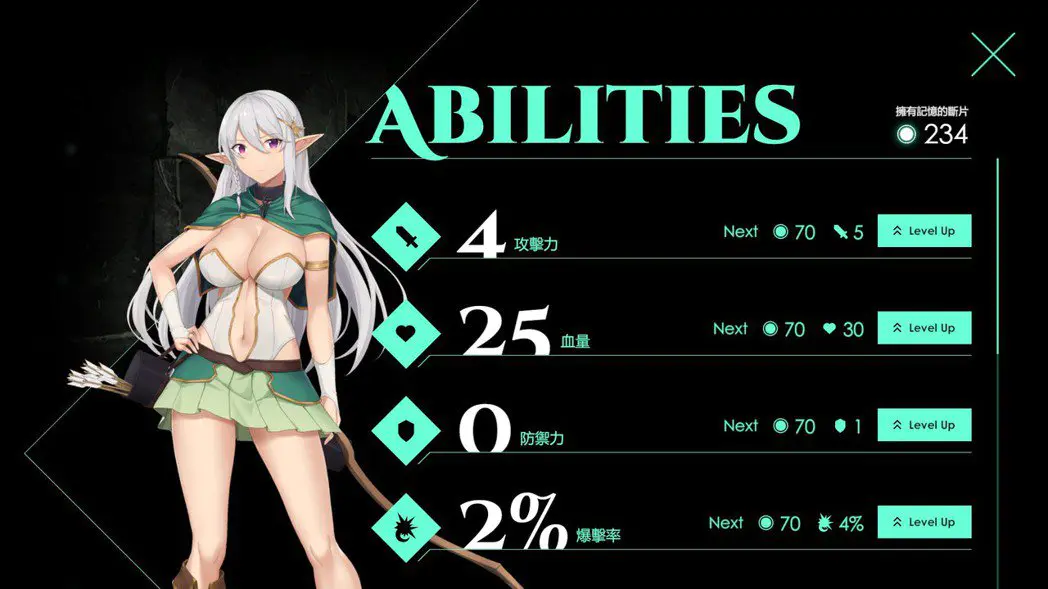 ABILITIES
擁有記憶的斷片
234
4 攻擊力 Next 70 5 Level Up
25 血量 Next 70 30 Level Up
0 防禦力 Next 70 1 Level Up
2% 爆擊率 Next 70 4% Level Up